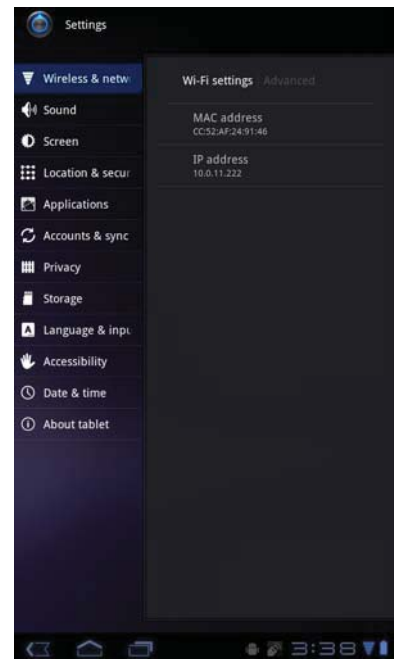 Settings
Wireless & netw
Sound
Screen
Location & secur
Applications
Accounts & sync
Privacy
Storage
A Language & inpu
Accessibility
Date & time
About tablet
Wi-Fi settings Advanced
MAC address
CC:52:AF:24:91:46
IP address
10.0.11.222
3:38